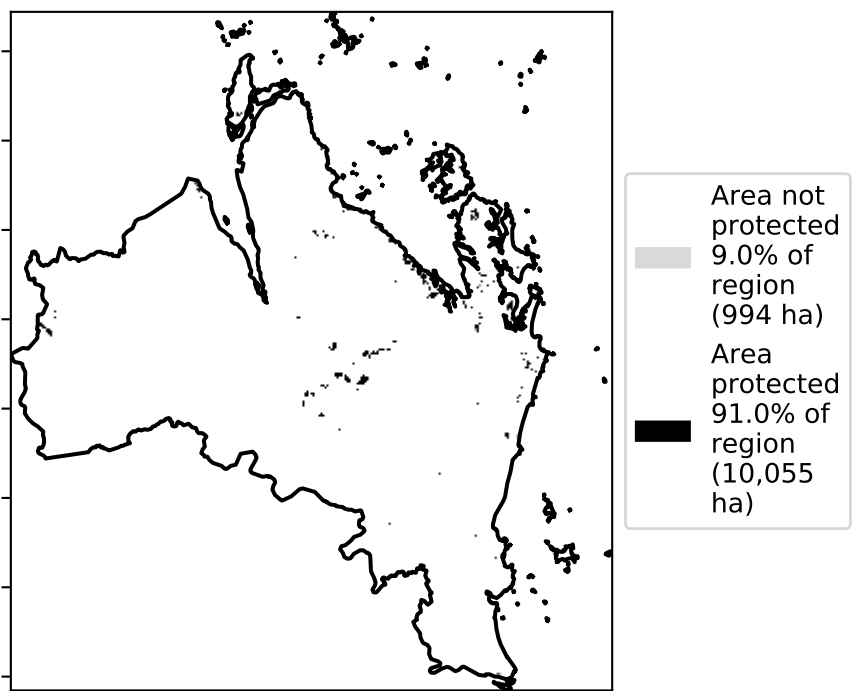 Area not
protected
9.0% of
region
(994 ha)
Area
protected
91.0% of
region
(10,055
ha)